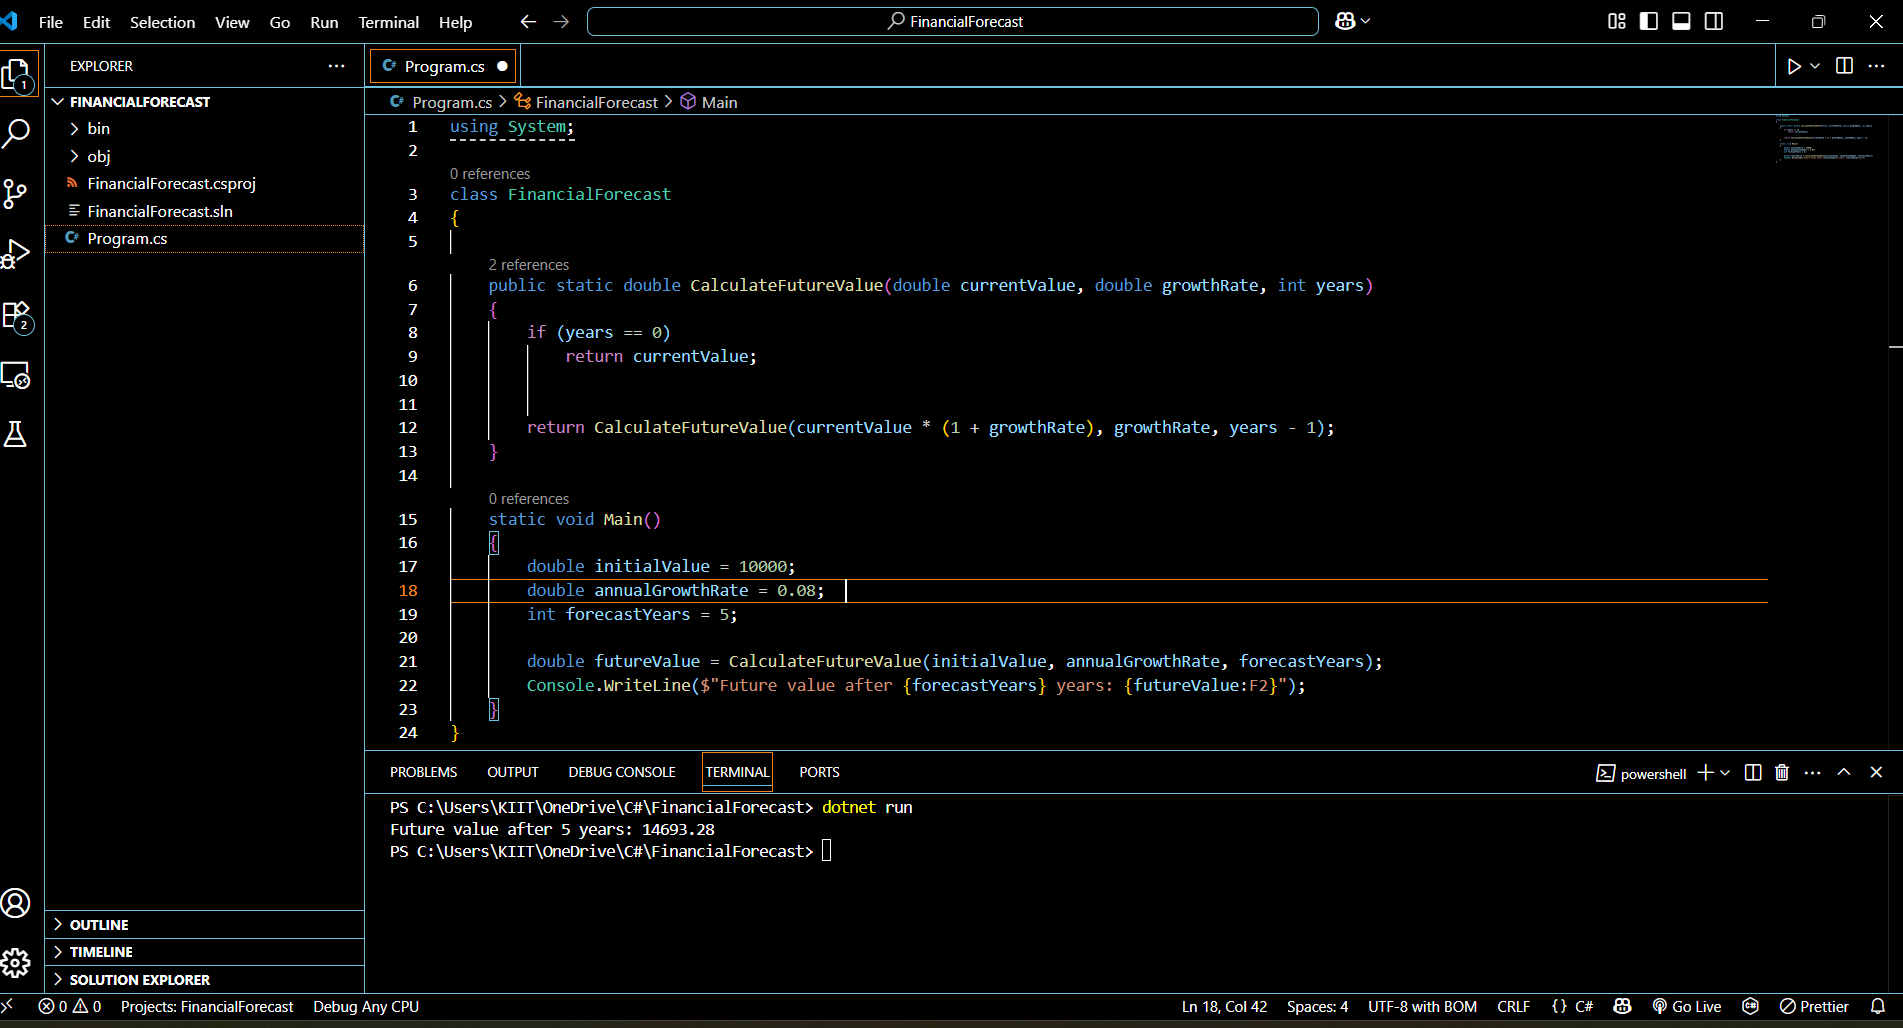 File Edit Selection View Go Run Terminal Help
FinancialForecast
EXPLORER
FINANCIALFORECAST
bin
obj
FinancialForecast.csproj
FinancialForecast.sln
Program.cs
OUTLINE
TIMELINE
SOLUTION EXPLORER
1
2
C# Program.cs
C# Program.cs > FinancialForecast > Main
1 using System;
2
0 references
3 class FinancialForecast
4 {
5
2 references
6 public static double CalculateFutureValue(double currentValue, double growthRate, int years)
7 {
8 if (years == 0)
9 return currentValue;
10
11
12 return CalculateFutureValue(currentValue * (1 + growthRate), growthRate, years - 1);
13 }
14
0 references
15 static void Main()
16 {
17 double initialValue = 10000;
18 double annualGrowthRate = 0.08;
19 int forecastYears = 5;
20
21 double futureValue = CalculateFutureValue(initialValue, annualGrowthRate, forecastYears);
22 Console.WriteLine($"Future value after {forecastYears} years: {futureValue:F2}");
23 }
24 }
PROBLEMS OUTPUT DEBUG CONSOLE TERMINAL PORTS
powershell
PS C:\Users\KIIT\OneDrive\C#\FinancialForecast> dotnet run
Future value after 5 years: 14693.28
PS C:\Users\KIIT\OneDrive\C#\FinancialForecast>
0 0 Projects: FinancialForecast Debug Any CPU
Ln 18, Col 42 Spaces: 4 UTF-8 with BOM CRLF {} C# Go Live Prettier